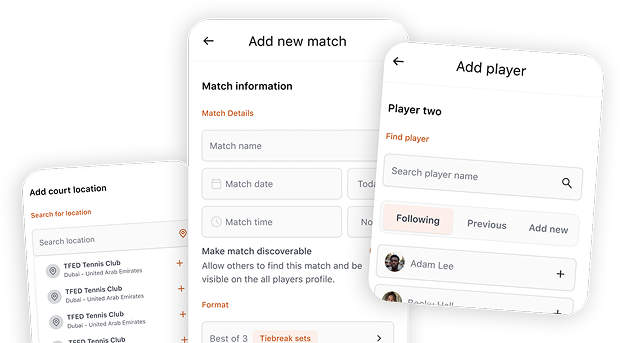 Add court location
Search for location
Search location
TFED Tennis Club
Dubai - United Arab Emirates
TFED Tennis Club
Dubai - United Arab Emirates
TFED Tennis Club
Dubai - United Arab Emirates
TFED Tennis Club
Add new match
Match information
Match Details
Match name
Match date
Toda
Match time
No
Make match discoverable
Allow others to find this match and be
visible on the all players profile.
Format
Best of 3 Tiebreak sets
Add player
Player two
Find player
Search player name
Following Previous Add new
Adam Lee
Becky Hall